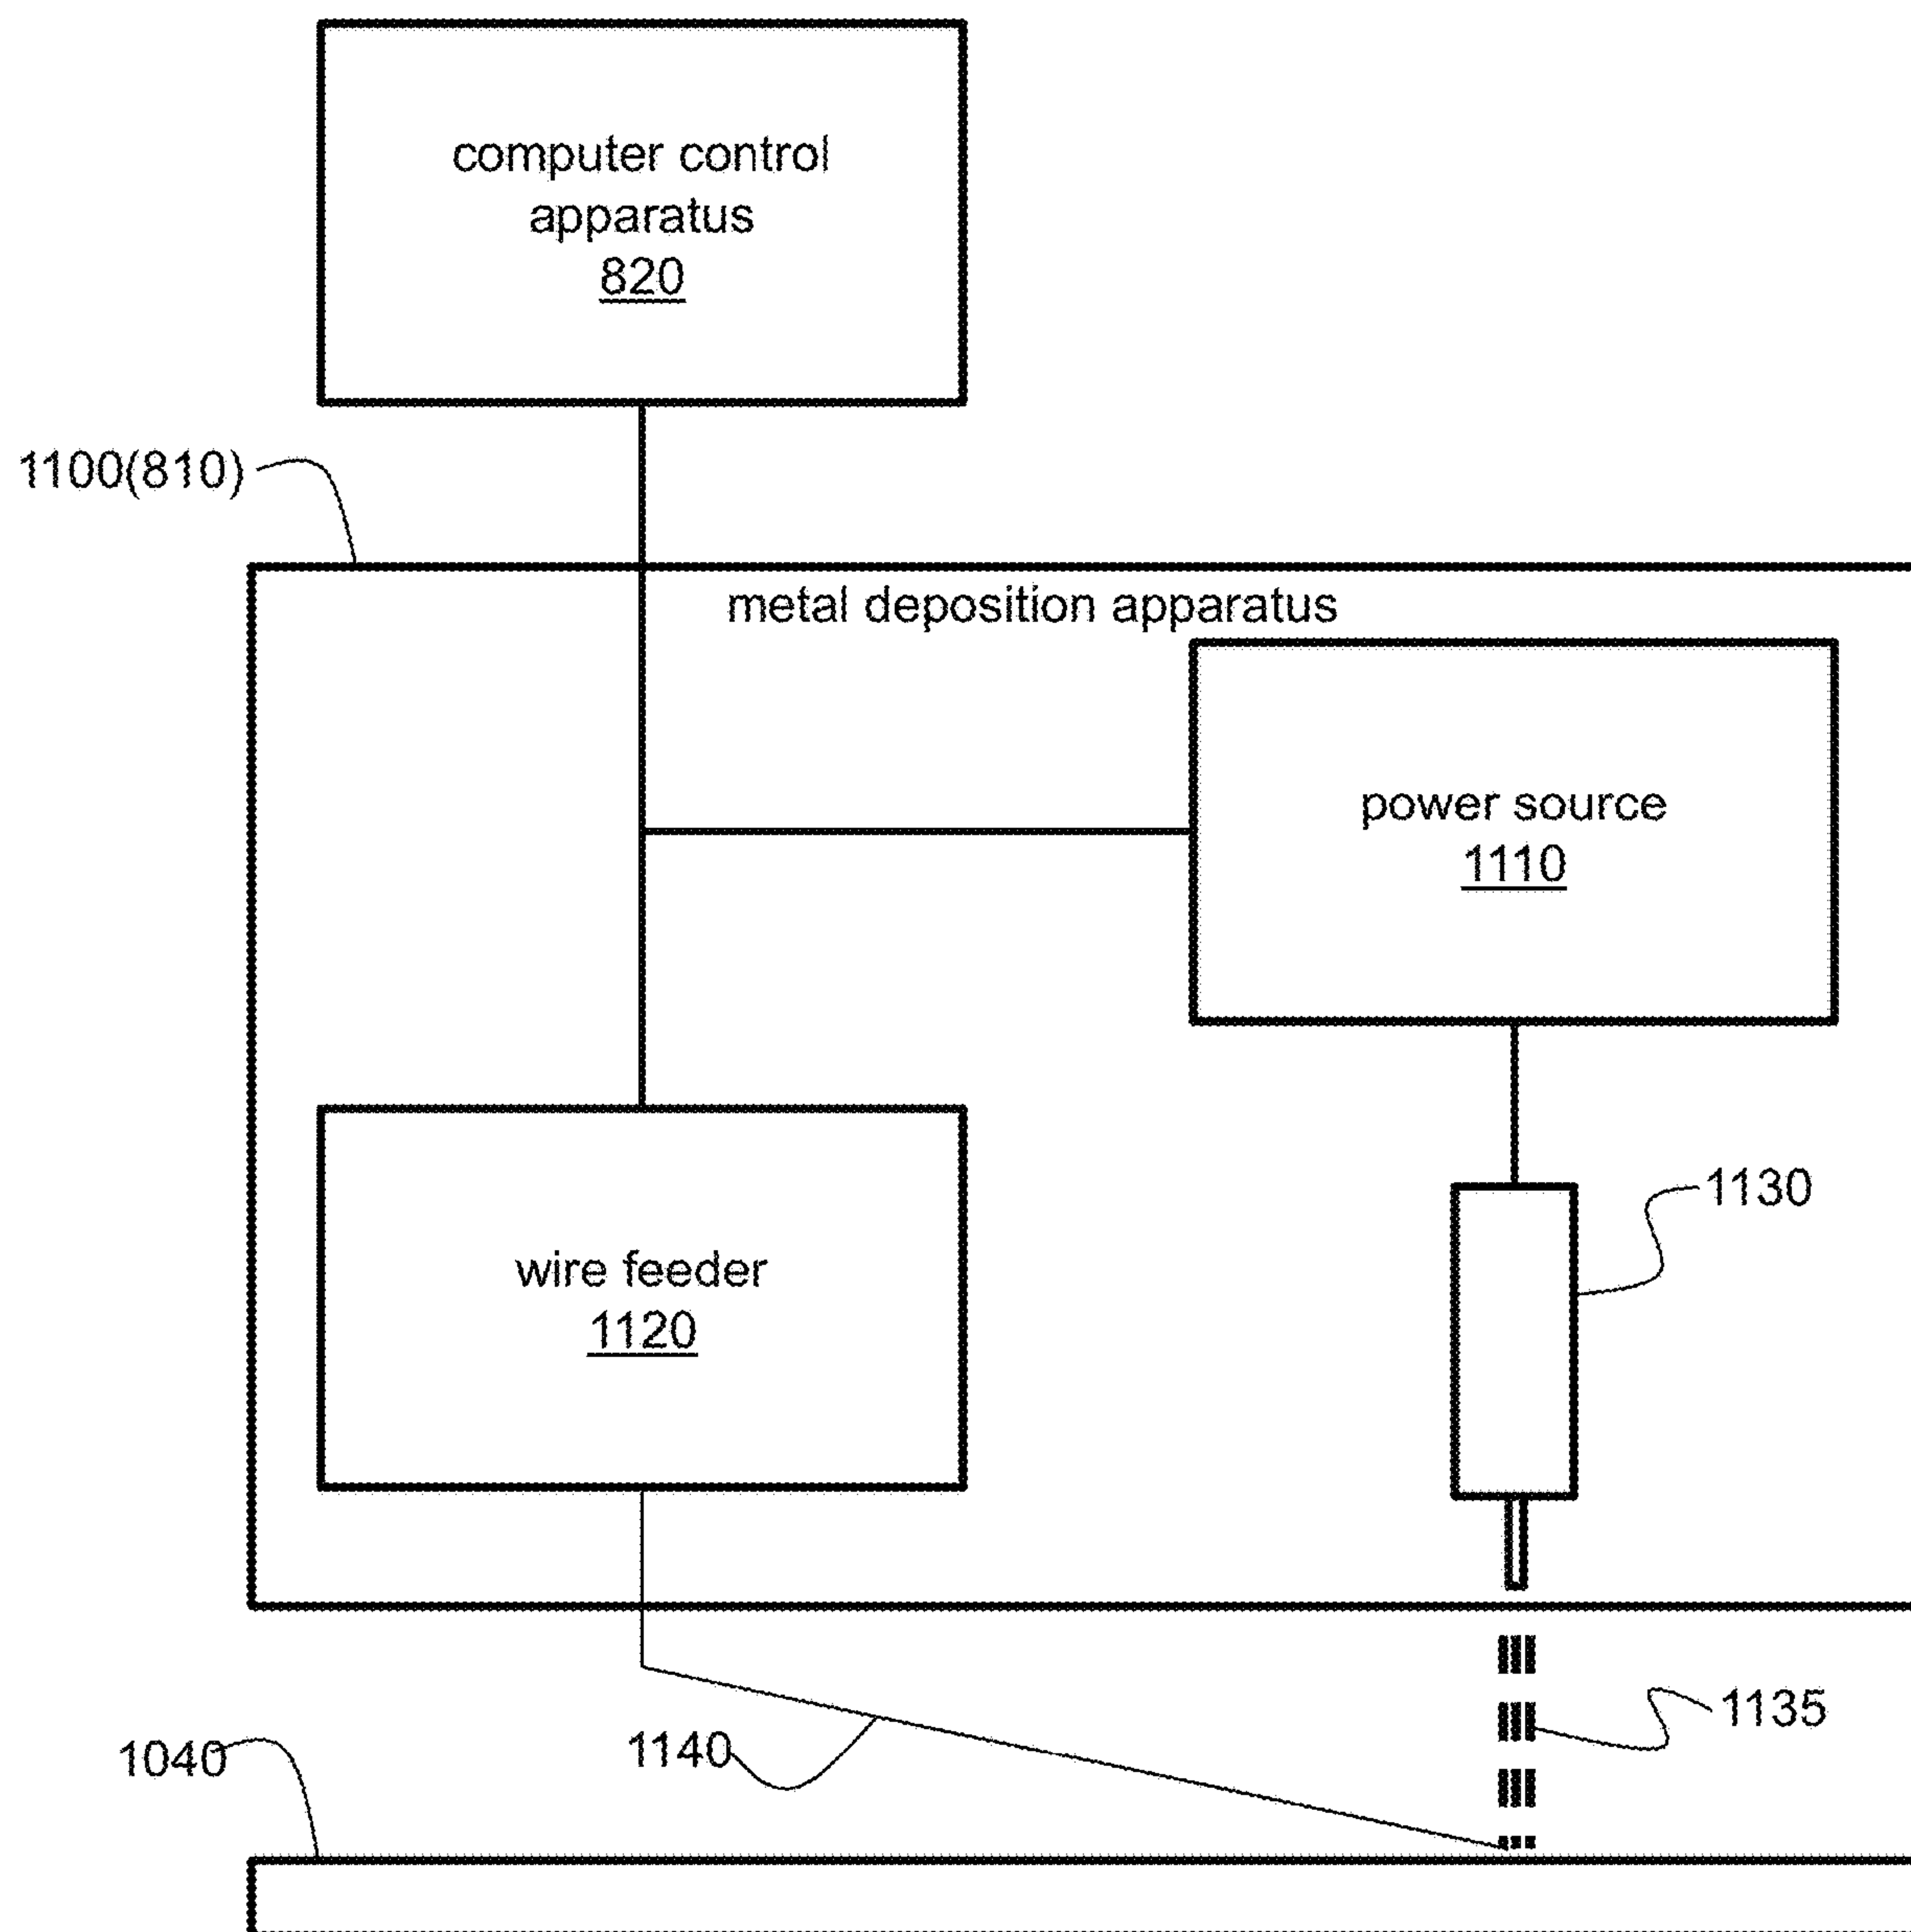 computer control
apparatus
820
1100(810)
metal deposition apparatus
power source
1110
1130
wire feeder
1120
1135
1140
1040